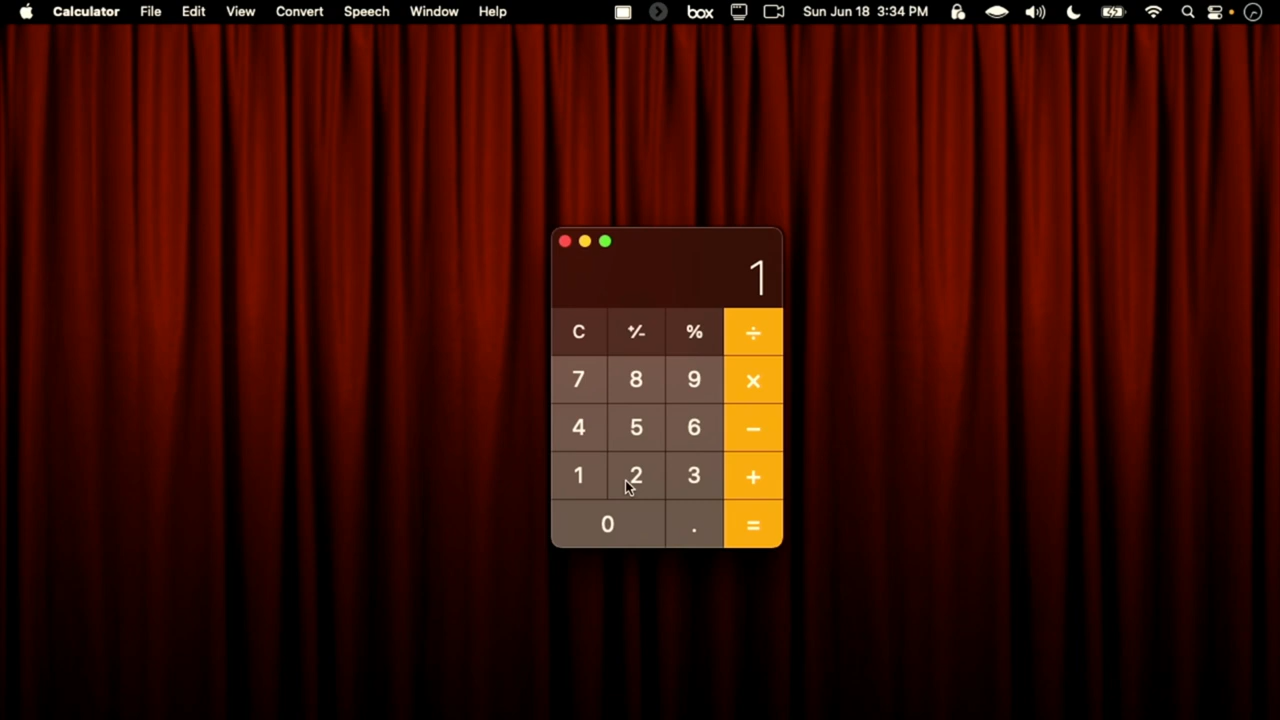 Calculator File Edit View Convert Speech Window Help box Sun Jun 18 3:34 PM
1
C +/- % ÷
7 8 9 ×
4 5 6 −
1 2 3 +
0 . =